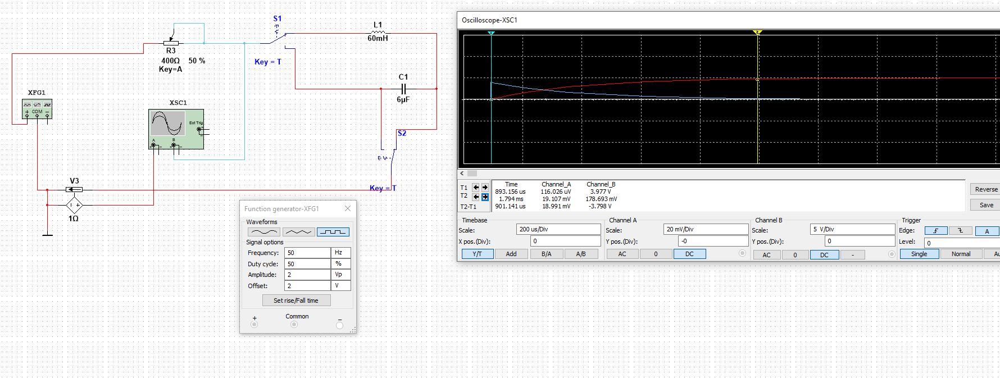 S1
L1
60mH
R3
400Ω 50 %
Key=A
Key = T
C1
6µF
XFG1
COM
XSC1
Ext Trig
A B
S2
Key = T
V3
1Ω
Function generator-XFG1
Waveforms
Signal options
Frequency: 50 Hz
Duty cycle: 50 %
Amplitude: 2 Vp
Offset: 2 V
Set rise/Fall time
+ Common −
Oscilloscope-XSC1
1 2
Time Channel_A Channel_B
T1 893.156 us 116.026 uV 3.977 V
T2 1.794 ms 19.107 mV 178.693 mV
T2-T1 901.141 us 18.991 mV -3.798 V
Reverse
Save
Timebase
Scale: 200 us/Div
X pos.(Div): 0
Y/T Add B/A A/B
Channel A
Scale: 20 mV/Div
Y pos.(Div): -0
AC 0 DC
Channel B
Scale: 5 V/Div
Y pos.(Div): 0
AC 0 DC -
Trigger
Edge: A
Level: 0
Single Normal Au